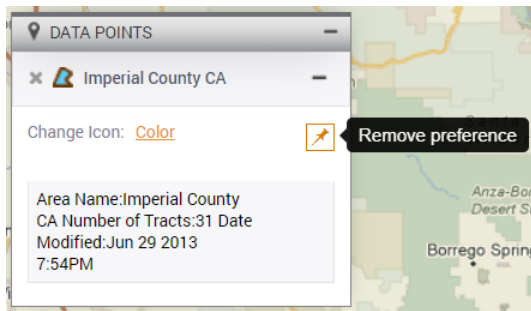 DATA POINTS
Imperial County CA
Change Icon: Color
Remove preference
Area Name:Imperial County
CA Number of Tracts:31 Date
Modified:Jun 29 2013
7:54PM
Anza-Bor
Desert S
Borrego Spring